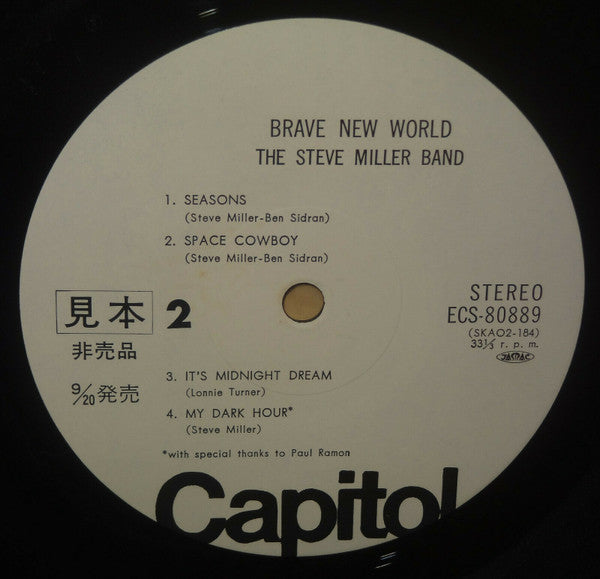 BRAVE NEW WORLD
THE STEVE MILLER BAND
1. SEASONS
(Steve Miller-Ben Sidran)
2. SPACE COWBOY
(Steve Miller-Ben Sidran)
見本 2
非売品
9/20発売
STEREO
ECS-80889
(SKAO2-184)
33⅓ r. p. m.
JASRAC
3. IT'S MIDNIGHT DREAM
(Lonnie Turner)
4. MY DARK HOUR*
(Steve Miller)
*with special thanks to Paul Ramon
Capitol